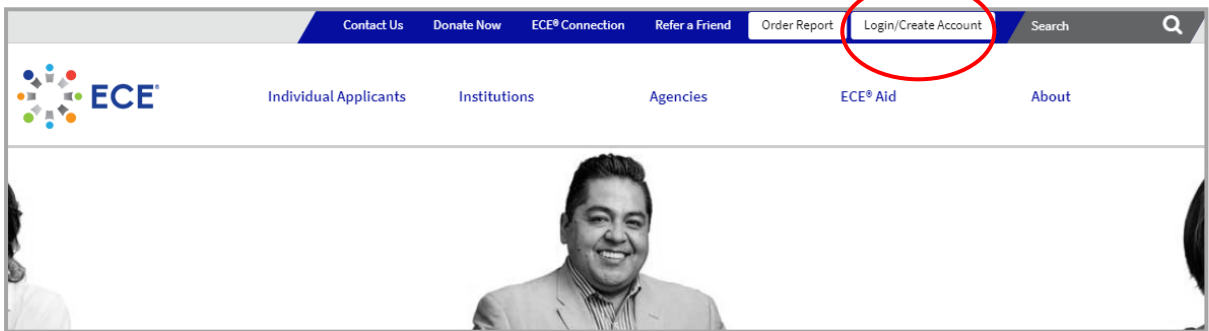 Contact Us Donate Now ECE® Connection Refer a Friend Order Report Login/Create Account Search
ECE®
Individual Applicants Institutions Agencies ECE® Aid About